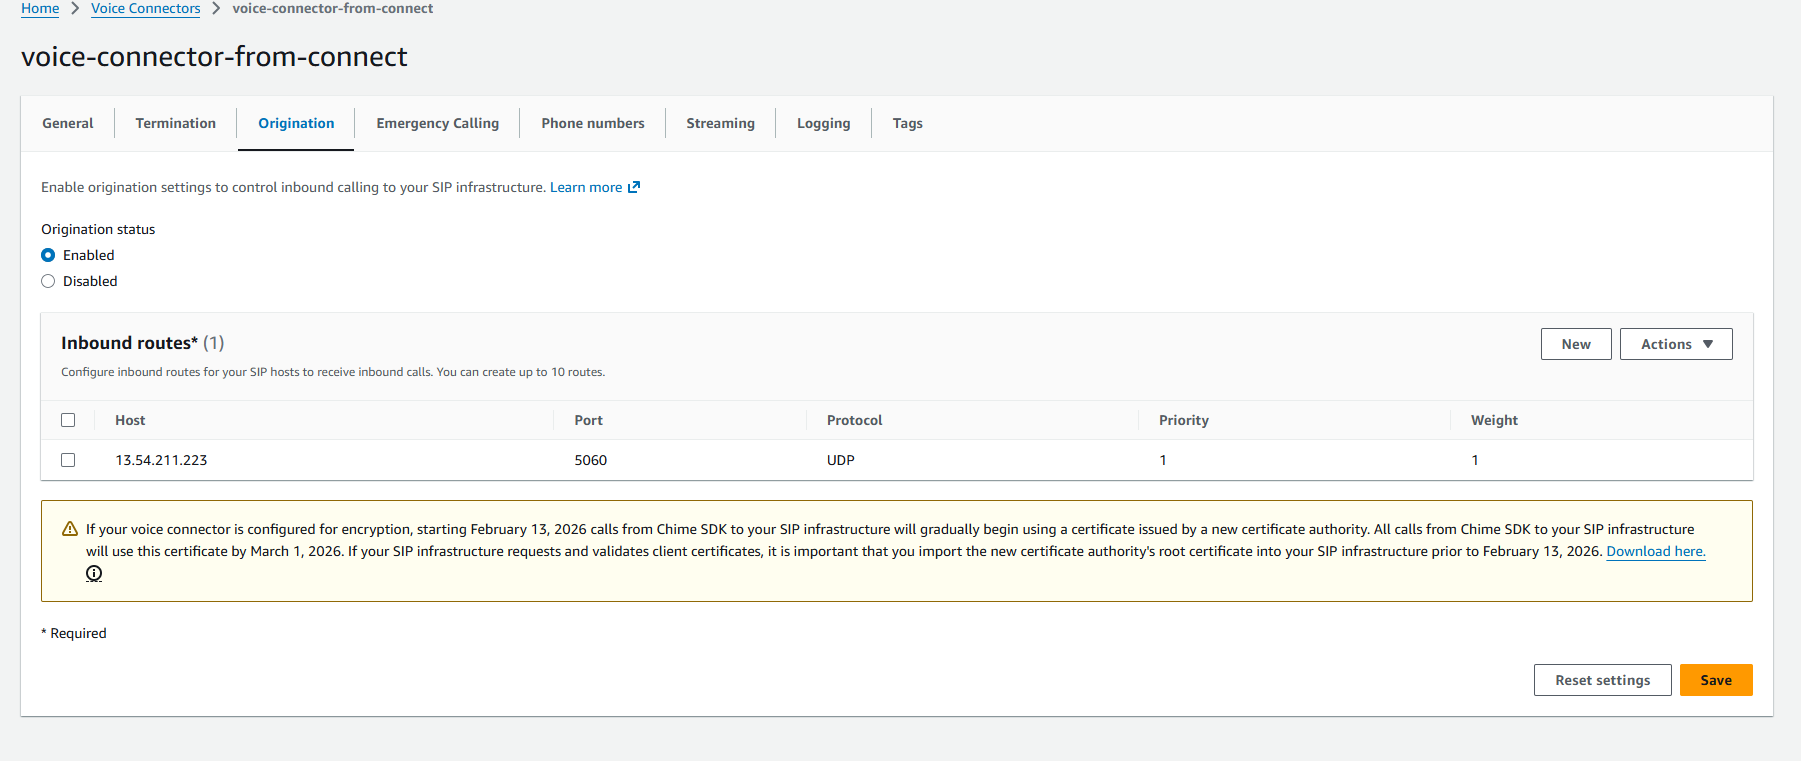 Home > Voice Connectors > voice-connector-from-connect
voice-connector-from-connect
General
Termination
Origination
Emergency Calling
Phone numbers
Streaming
Logging
Tags
Enable origination settings to control inbound calling to your SIP infrastructure. Learn more
Origination status
Enabled
Disabled
Inbound routes* (1)
New
Actions
Configure inbound routes for your SIP hosts to receive inbound calls. You can create up to 10 routes.
Host Port Protocol Priority Weight
13.54.211.223 5060 UDP 1 1
If your voice connector is configured for encryption, starting February 13, 2026 calls from Chime SDK to your SIP infrastructure will gradually begin using a certificate issued by a new certificate authority. All calls from Chime SDK to your SIP infrastructure
will use this certificate by March 1, 2026. If your SIP infrastructure requests and validates client certificates, it is important that you import the new certificate authority's root certificate into your SIP infrastructure prior to February 13, 2026. Download here.
* Required
Reset settings
Save